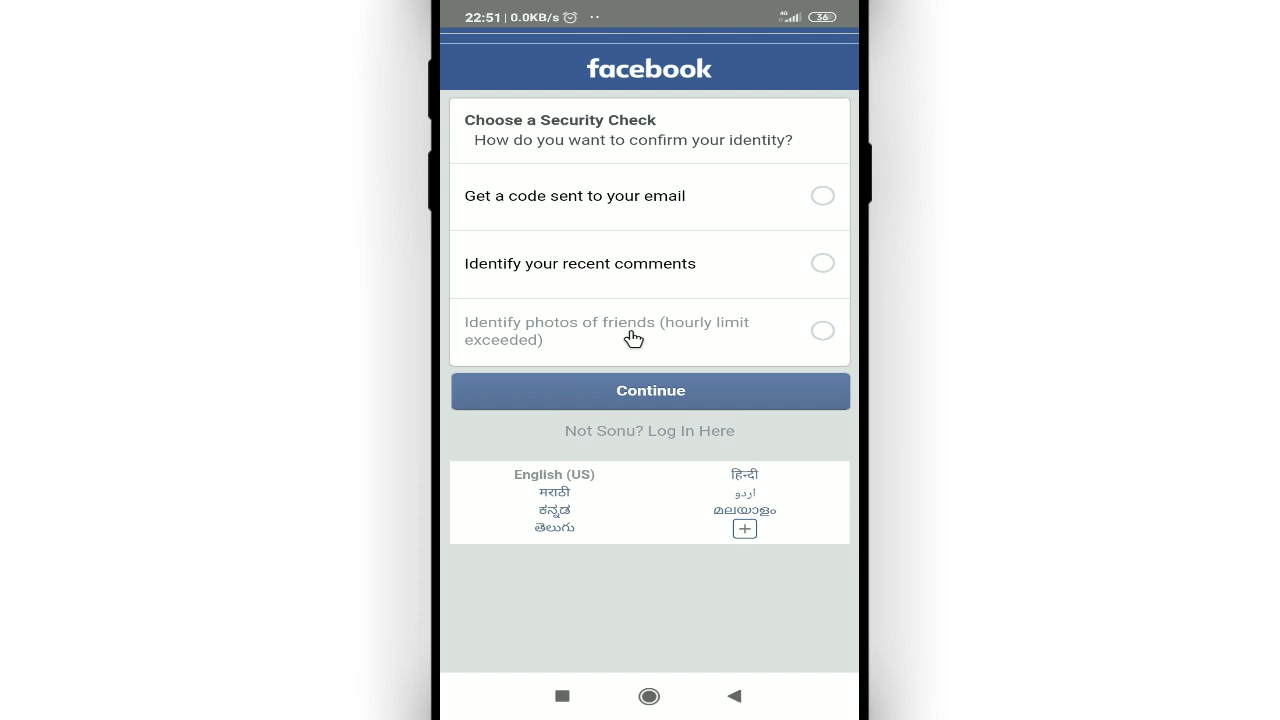 22:51 | 0.0KB/s
4G
36
facebook
Choose a Security Check
How do you want to confirm your identity?
Get a code sent to your email
Identify your recent comments
Identify photos of friends (hourly limit
exceeded)
Continue
Not Sonu? Log In Here
English (US)
हिन्दी
मराठी
اردو
ಕನ್ನಡ
മലയാളം
తెలుగు